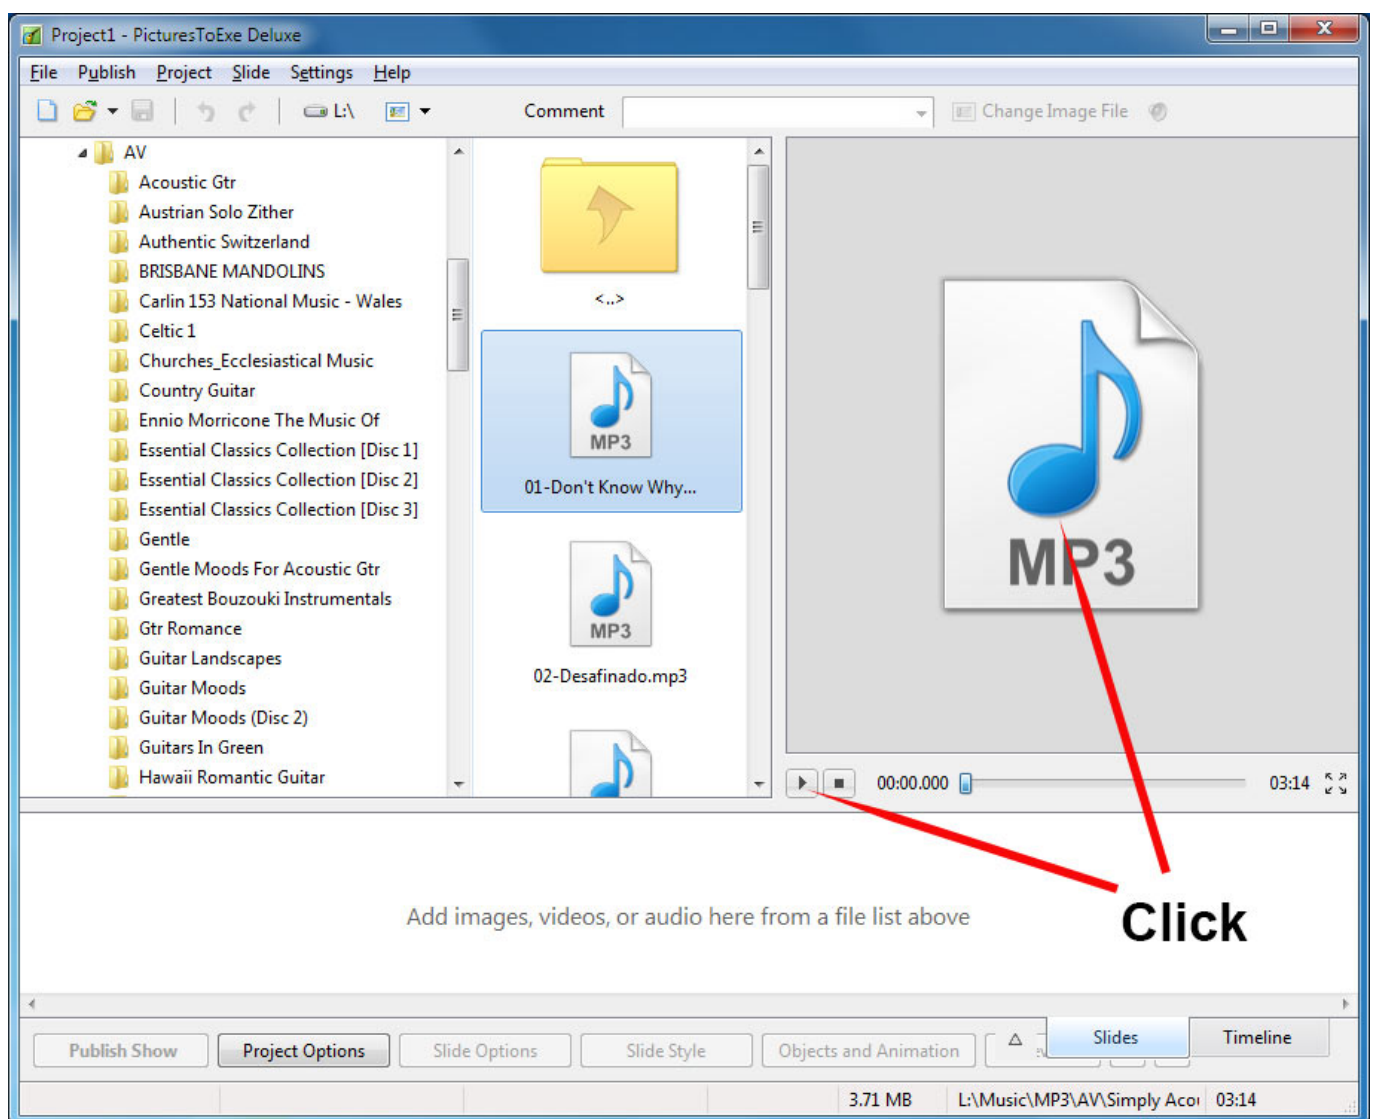 Project1 - PicturesToExe Deluxe
File Publish Project Slide Settings Help
L:\ Comment Change Image File
AV
Acoustic Gtr
Austrian Solo Zither
Authentic Switzerland
BRISBANE MANDOLINS
Carlin 153 National Music - Wales
Celtic 1
Churches_Ecclesiastical Music
Country Guitar
Ennio Morricone The Music Of
Essential Classics Collection [Disc 1]
Essential Classics Collection [Disc 2]
Essential Classics Collection [Disc 3]
Gentle
Gentle Moods For Acoustic Gtr
Greatest Bouzouki Instrumentals
Gtr Romance
Guitar Landscapes
Guitar Moods
Guitar Moods (Disc 2)
Guitars In Green
Hawaii Romantic Guitar
<..>
MP3
01-Don't Know Why...
MP3
02-Desafinado.mp3
MP3
00:00.000 03:14
Click
Add images, videos, or audio here from a file list above
Publish Show Project Options Slide Options Slide Style Objects and Animation Slides Timeline
3.71 MB L:\Music\MP3\AV\Simply 03:14